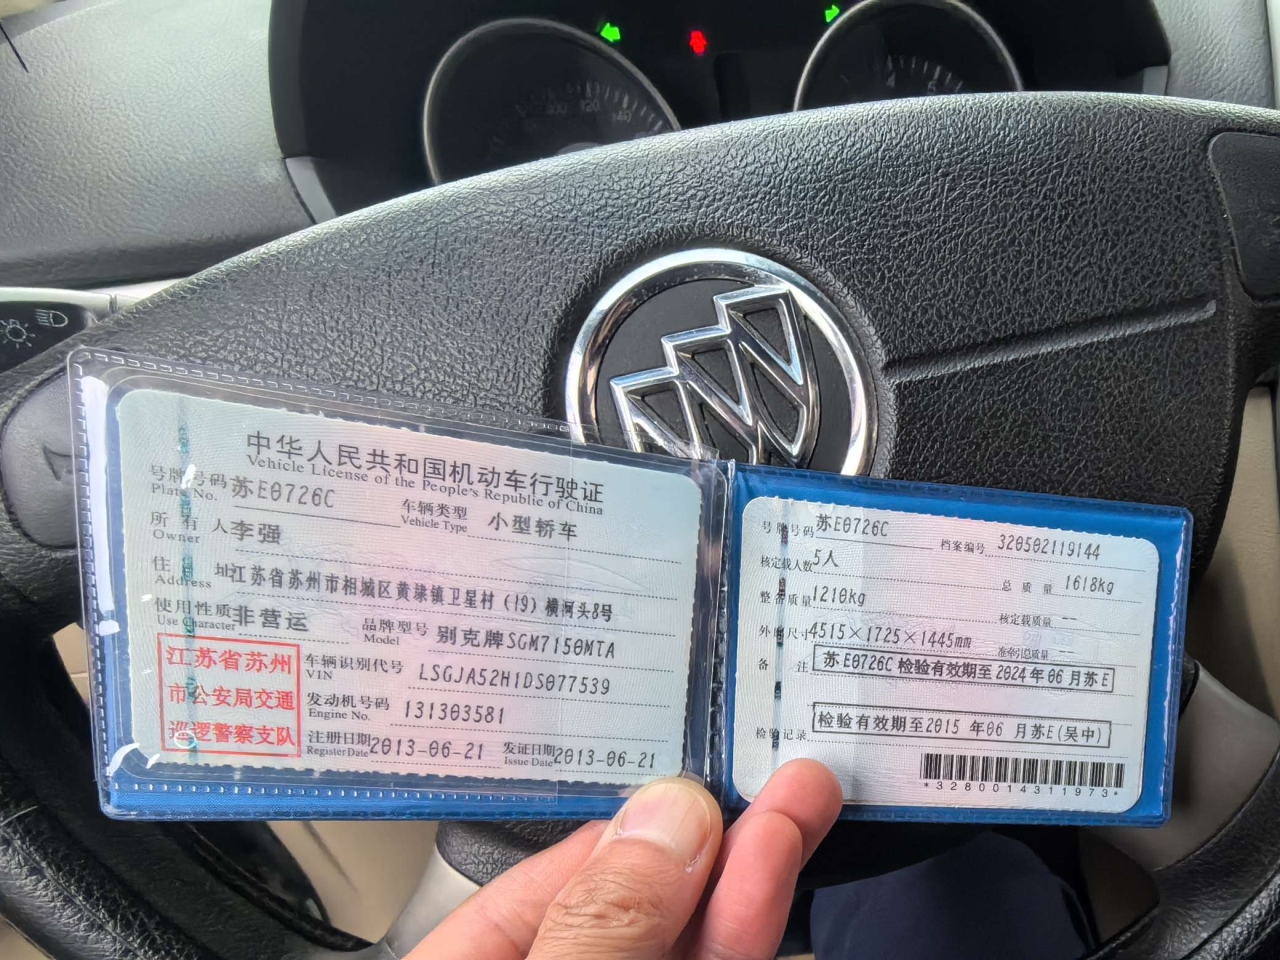 中华人民共和国机动车行驶证
Vehicle License of the People's Republic of China
号牌号码 苏E0726C 车辆类型 小型轿车
Plate No. Vehicle Type
所有人 李强
Owner
住址 江苏省苏州市相城区黄埭镇卫星村(19)横河头8号
Address
使用性质 非营运 品牌型号 别克牌SGM7150MTA
Use Character Model
江苏省苏州
市公安局交通
巡逻警察支队
车辆识别代号 LSGJA52H1DS077539
VIN
发动机号码 131303581
Engine No.
注册日期 2013-06-21 发证日期 2013-06-21
Register Date Issue Date
号牌号码 苏E0726C 档案编号 320502119144
核定载人数 5人 总质量 1618kg
整备质量 1210kg 核定载质量 --
外廓尺寸 4515×1725×1445mm 准牵引总质量 --
备注 苏E0726C 检验有效期至2024年06月苏E
检验记录 检验有效期至2015年06月苏E(吴中)
*3280014311973*